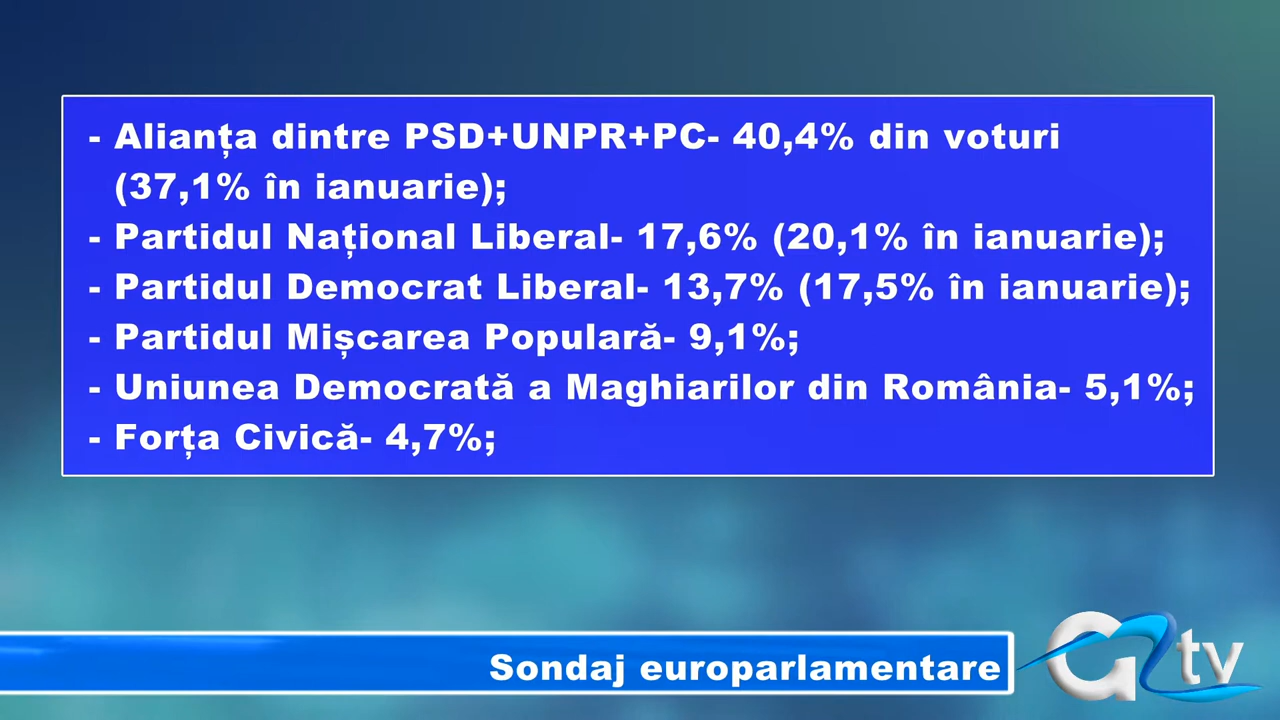 - Alianța dintre PSD+UNPR+PC- 40,4% din voturi
(37,1% în ianuarie);
- Partidul Național Liberal- 17,6% (20,1% în ianuarie);
- Partidul Democrat Liberal- 13,7% (17,5% în ianuarie);
- Partidul Mișcarea Populară- 9,1%;
- Uniunea Democrată a Maghiarilor din România- 5,1%;
- Forța Civică- 4,7%;
Sondaj europarlamentare
G2 tv